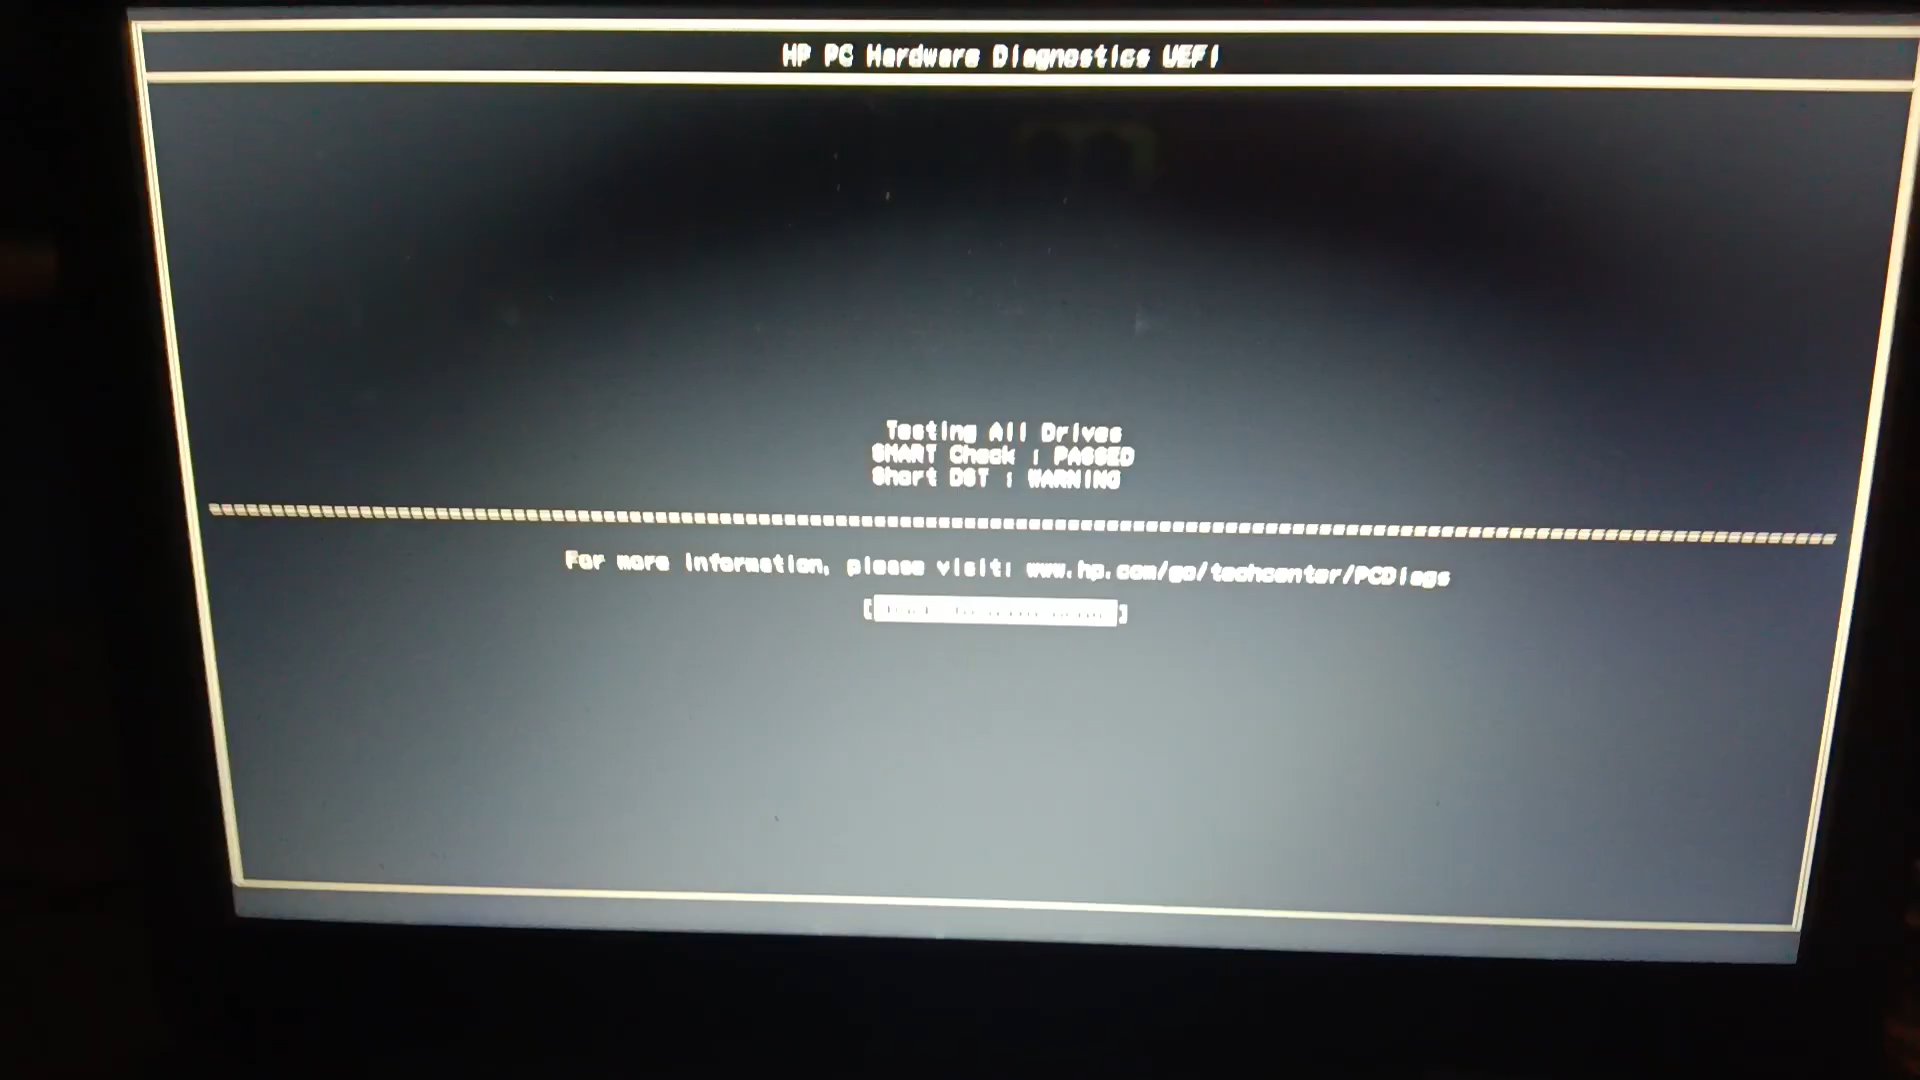 HP PC Hardware Diagnostics UEFI
Testing All Drives
SMART Check : PASSED
Short DST : WARNING
For more information, please visit: www.hp.com/go/techcenter/PCDiags